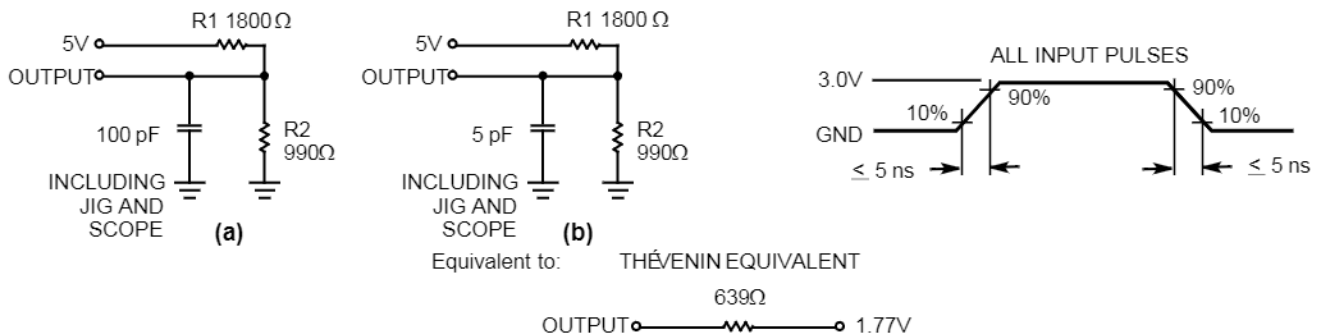 R1 1800 Ω
5V
OUTPUT
100 pF
R2
990Ω
INCLUDING
JIG AND
SCOPE
(a)
R1 1800 Ω
5V
OUTPUT
5 pF
R2
990Ω
INCLUDING
JIG AND
SCOPE
(b)
ALL INPUT PULSES
3.0V
90%
90%
10%
10%
GND
≤ 5 ns
≤ 5 ns
Equivalent to: THÉVENIN EQUIVALENT
639Ω
OUTPUT
1.77V